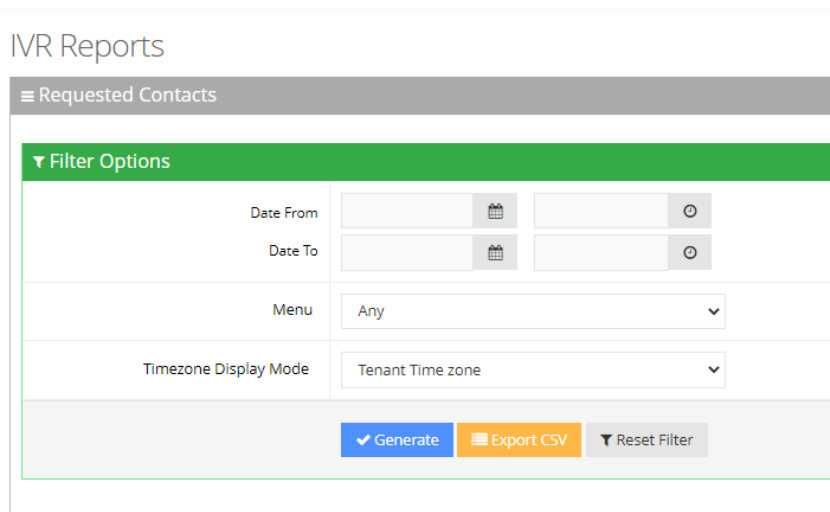 IVR Reports
Requested Contacts
Filter Options
Date From
Date To
Menu Any
Timezone Display Mode Tenant Time zone
Generate Export CSV Reset Filter